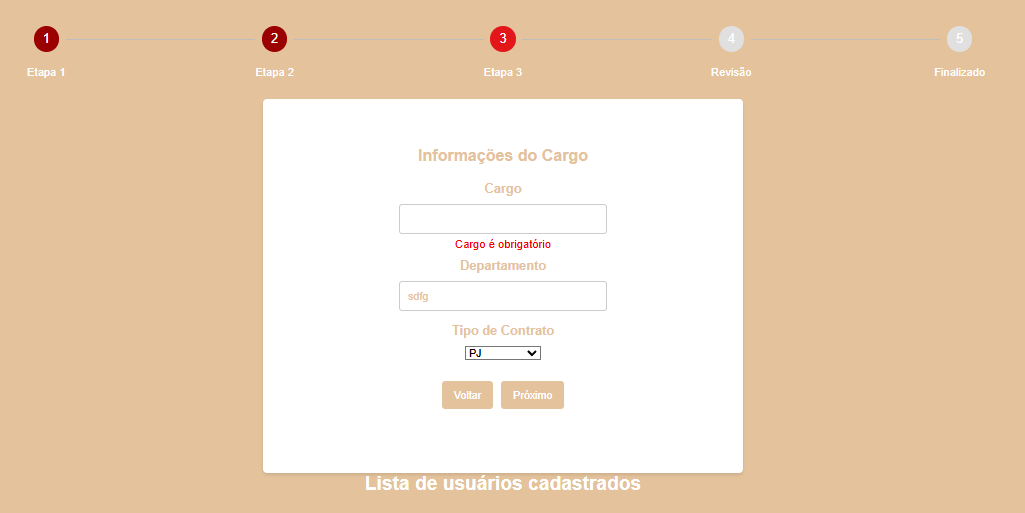 1 2 3 4 5
Etapa 1 Etapa 2 Etapa 3 Revisão Finalizado
Informações do Cargo
Cargo
Cargo é obrigatório
Departamento
sdfg
Tipo de Contrato
PJ
Voltar Próximo
Lista de usuários cadastrados